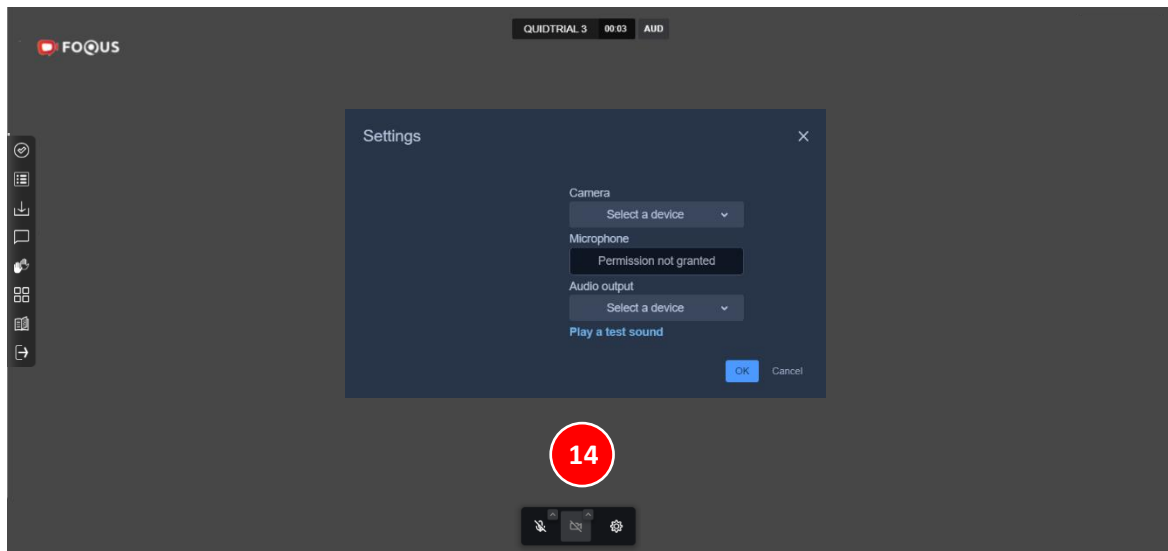 QUIDTRIAL 3 00:03 AUD
FOQUS
Settings
Camera
Select a device
Microphone
Permission not granted
Audio output
Select a device
Play a test sound
OK Cancel
14